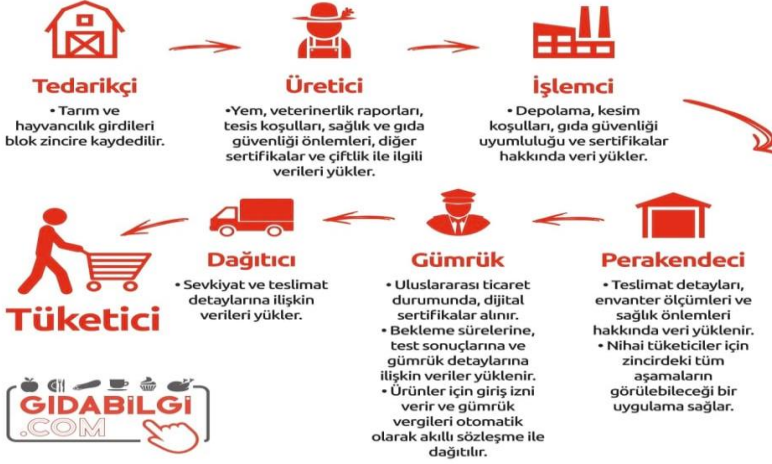 Tedarikçi
• Tarım ve
hayvancılık girdileri
blok zincire kaydedilir.
Üretici
•Yem, veterinerlik raporları,
tesis koşulları, sağlık ve gıda
güvenliği önlemleri, diğer
sertifikalar ve çiftlik ile ilgili
verileri yükler.
İşlemci
• Depolama, kesim
koşulları, gıda güvenliği
uyumluluğu ve sertifikalar
hakkında veri yükler.
Perakendeci
• Teslimat detayları,
envanter ölçümleri ve
sağlık önlemleri
hakkında veri yüklenir.
• Nihai tüketiciler için
zincirdeki tüm
aşamaların
görülebileceği bir
uygulama sağlar.
Gümrük
• Uluslararası ticaret
durumunda, dijital
sertifikalar alınır.
• Bekleme sürelerine,
test sonuçlarına ve
gümrük detaylarına
ilişkin veriler yüklenir.
• Ürünler için giriş izni
verir ve gümrük
vergileri otomatik
olarak akıllı sözleşme ile
dağıtılır.
Dağıtıcı
• Sevkiyat ve teslimat
detaylarına ilişkin
verileri yükler.
Tüketici
GIDABİLGİ
.COM